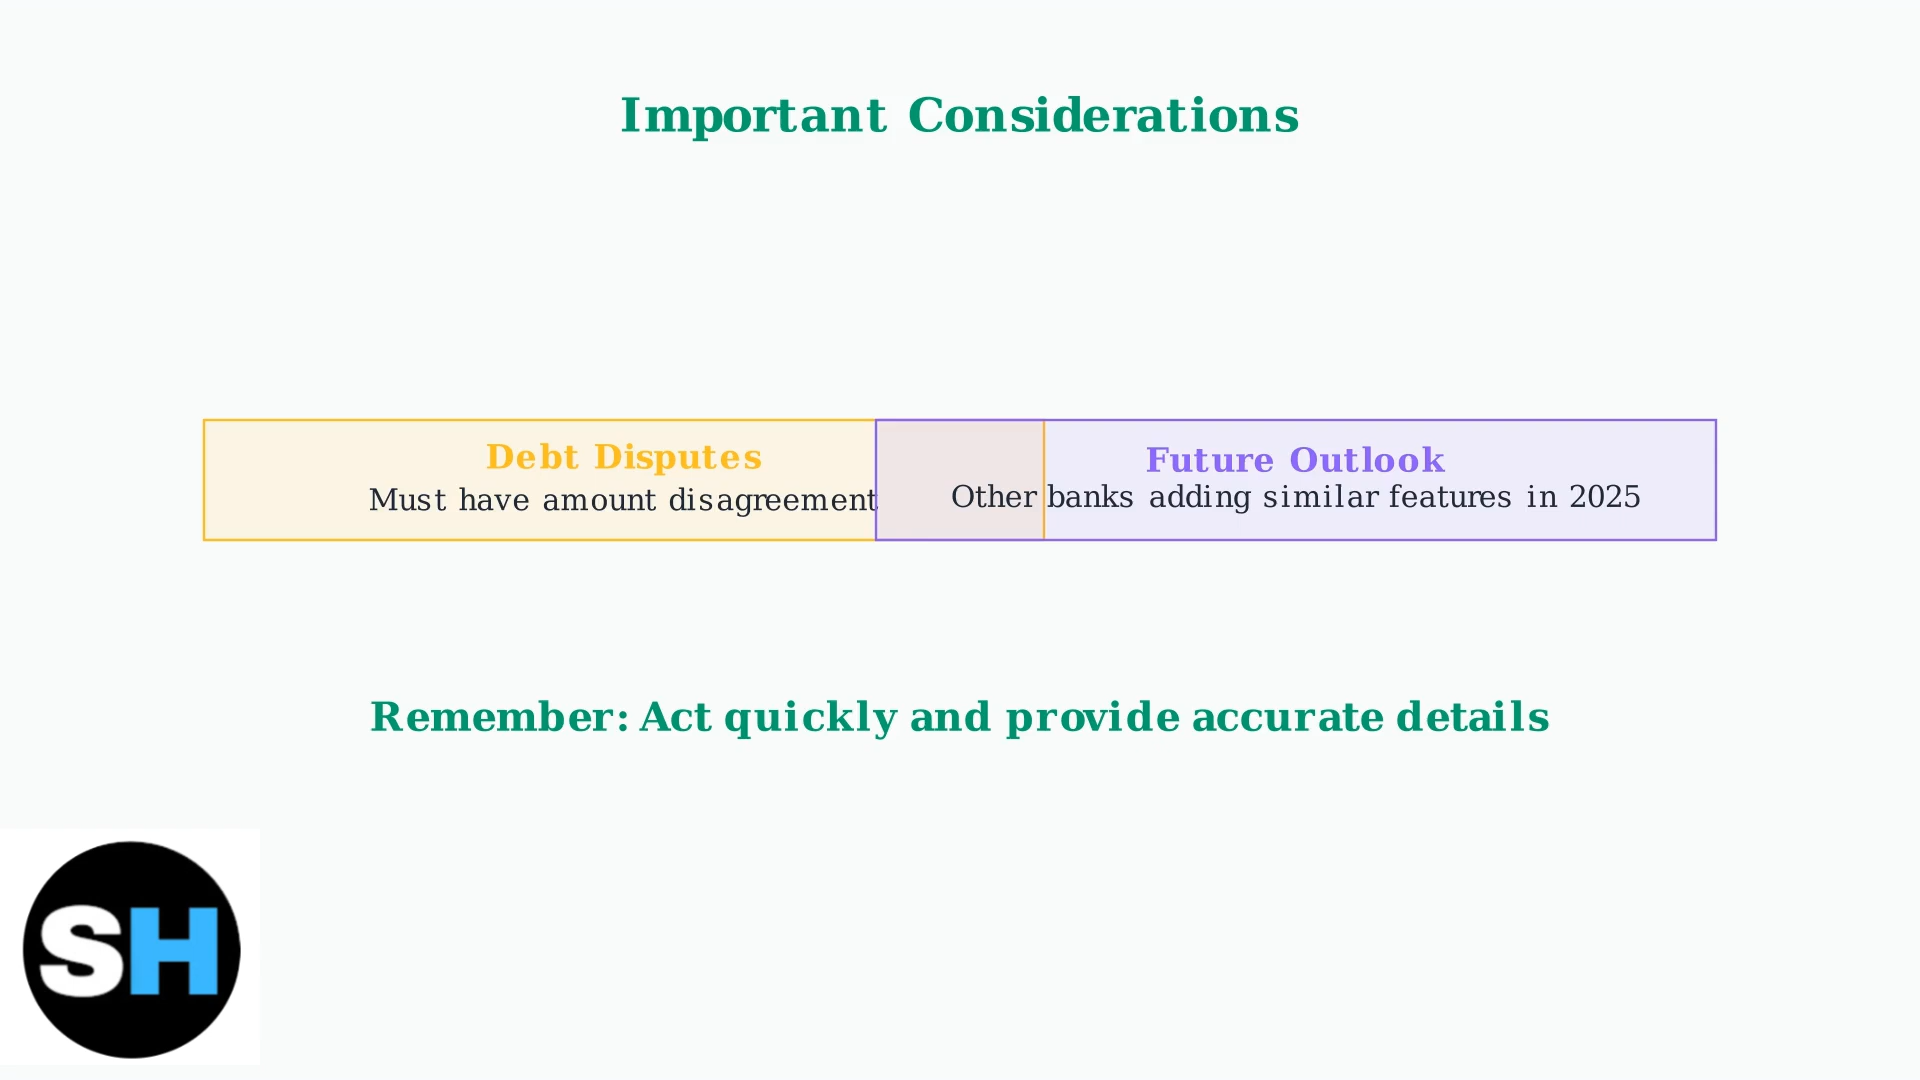 Important Considerations
Debt Disputes
Must have amount disagreement
Future Outlook
Other banks adding similar features in 2025
Remember: Act quickly and provide accurate details
SH